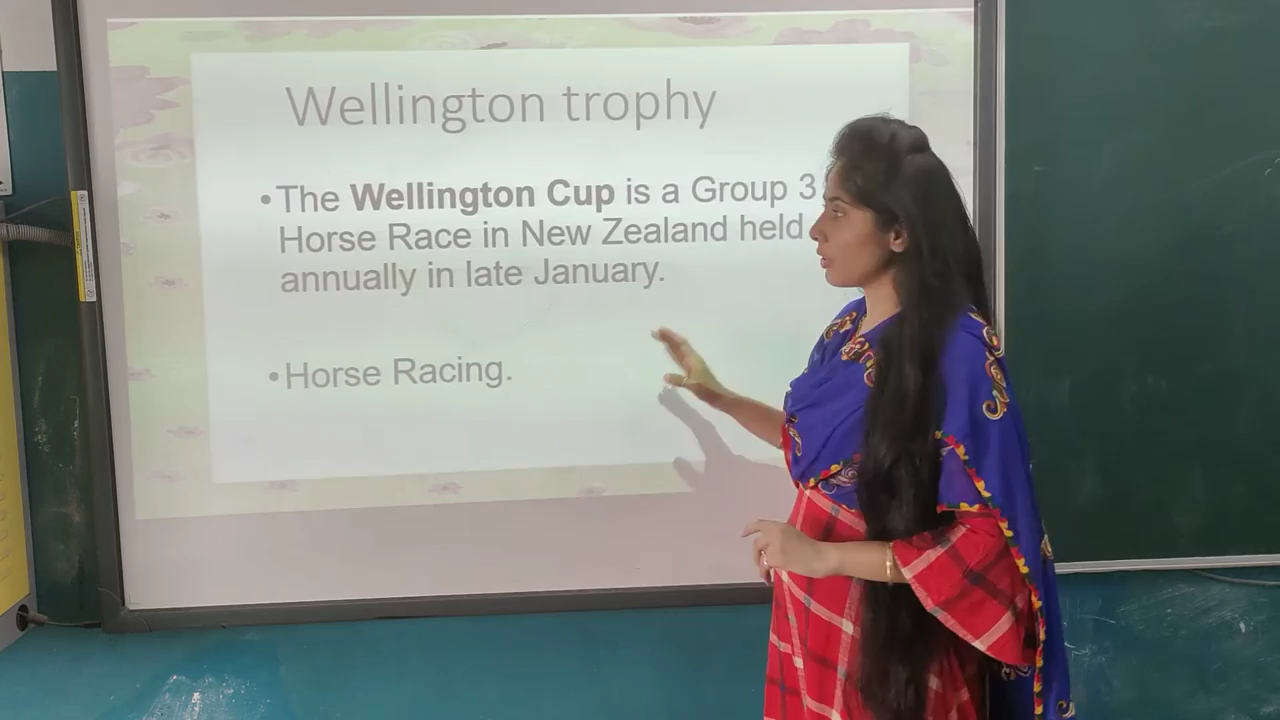 Wellington trophy
•The Wellington Cup is a Group 3
Horse Race in New Zealand held
annually in late January.
•Horse Racing.